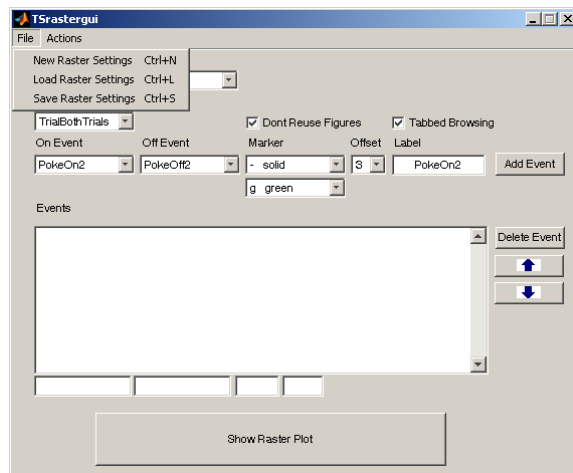 TSrastergui
File Actions
New Raster Settings Ctrl+N
Load Raster Settings Ctrl+L
Save Raster Settings Ctrl+S
TrialBothTrials
Dont Reuse Figures
Tabbed Browsing
On Event Off Event Marker Offset Label
PokeOn2 PokeOff2 - solid 3 PokeOn2 Add Event
g green
Events
Delete Event
Show Raster Plot